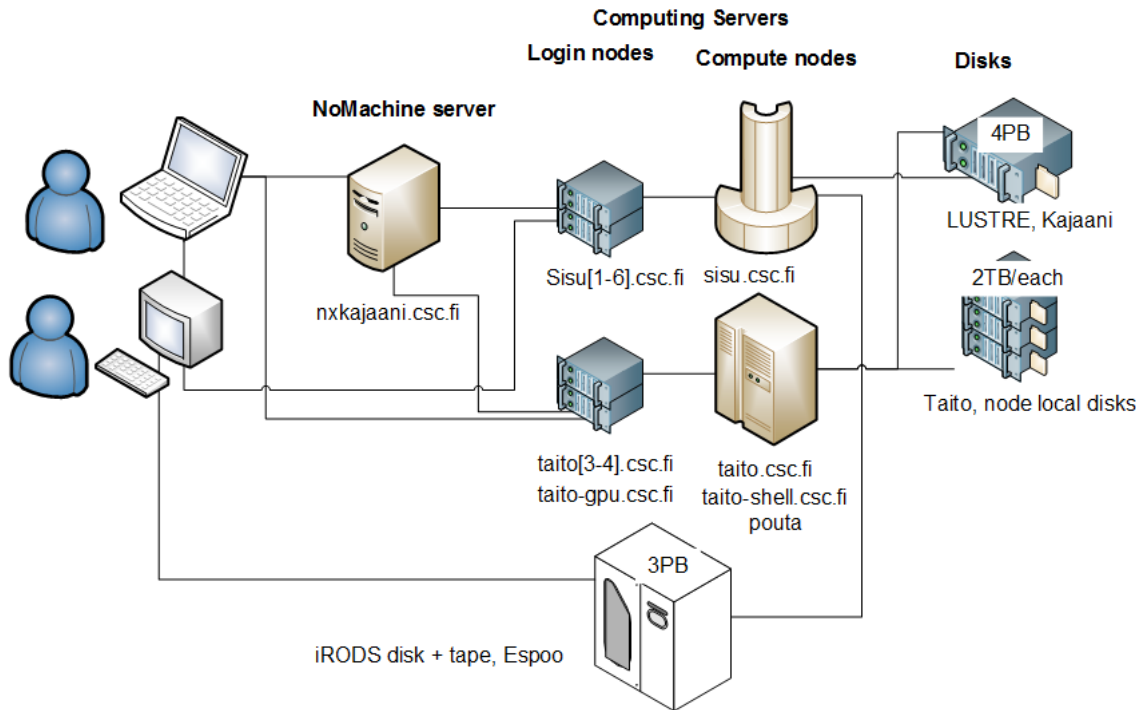 Computing Servers
Login nodes
Compute nodes
Disks
NoMachine server
4PB
LUSTRE, Kajaani
Sisu[1-6].csc.fi
sisu.csc.fi
2TB/each
nxkajaani.csc.fi
Taito, node local disks
taito[3-4].csc.fi
taito-gpu.csc.fi
taito.csc.fi
taito-shell.csc.fi
pouta
3PB
iRODS disk + tape, Espoo